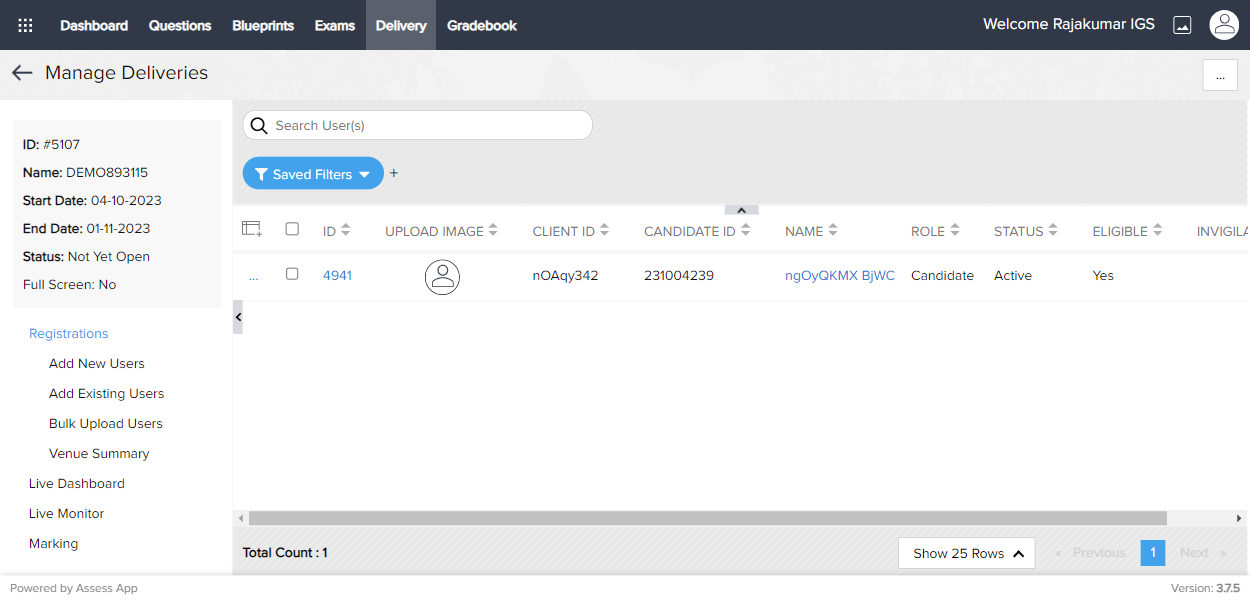 Dashboard Questions Blueprints Exams Delivery Gradebook Welcome Rajakumar IGS
Manage Deliveries
...
ID: #5107
Name: DEMO893115
Start Date: 04-10-2023
End Date: 01-11-2023
Status: Not Yet Open
Full Screen: No
Registrations
Add New Users
Add Existing Users
Bulk Upload Users
Venue Summary
Live Dashboard
Live Monitor
Marking
Search User(s)
Saved Filters +
ID UPLOAD IMAGE CLIENT ID CANDIDATE ID NAME ROLE STATUS ELIGIBLE INVIGILA
... 4941 nOAqy342 231004239 ngOyQKMX BjWC Candidate Active Yes
Total Count : 1 Show 25 Rows « Previous 1 Next »
Powered by Assess App Version: 3.7.5